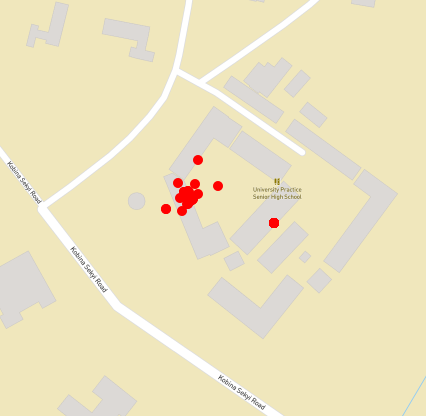 Kobina Sekyi Road
University Practice
Senior High School
Kobina Sekyi Road
Kobina Sekyi Road